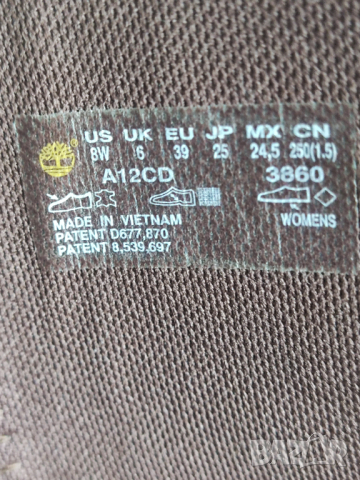 US UK EU JP MX CN
8W 6 39 25 24,5 250(1.5)
A12CD 3860
MADE IN VIETNAM WOMENS
PATENT D677,870
PATENT 8,539,697
BAZAR